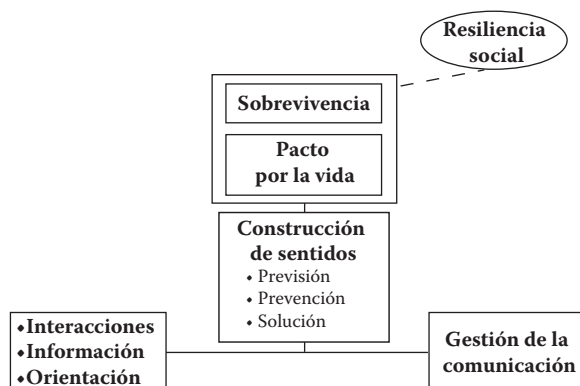 Resiliencia
social
Sobrevivencia
Pacto
por la vida
Construcción
de sentidos
• Previsión
• Prevención
• Solución
•Interacciones
•Información
•Orientación
Gestión de la
comunicación